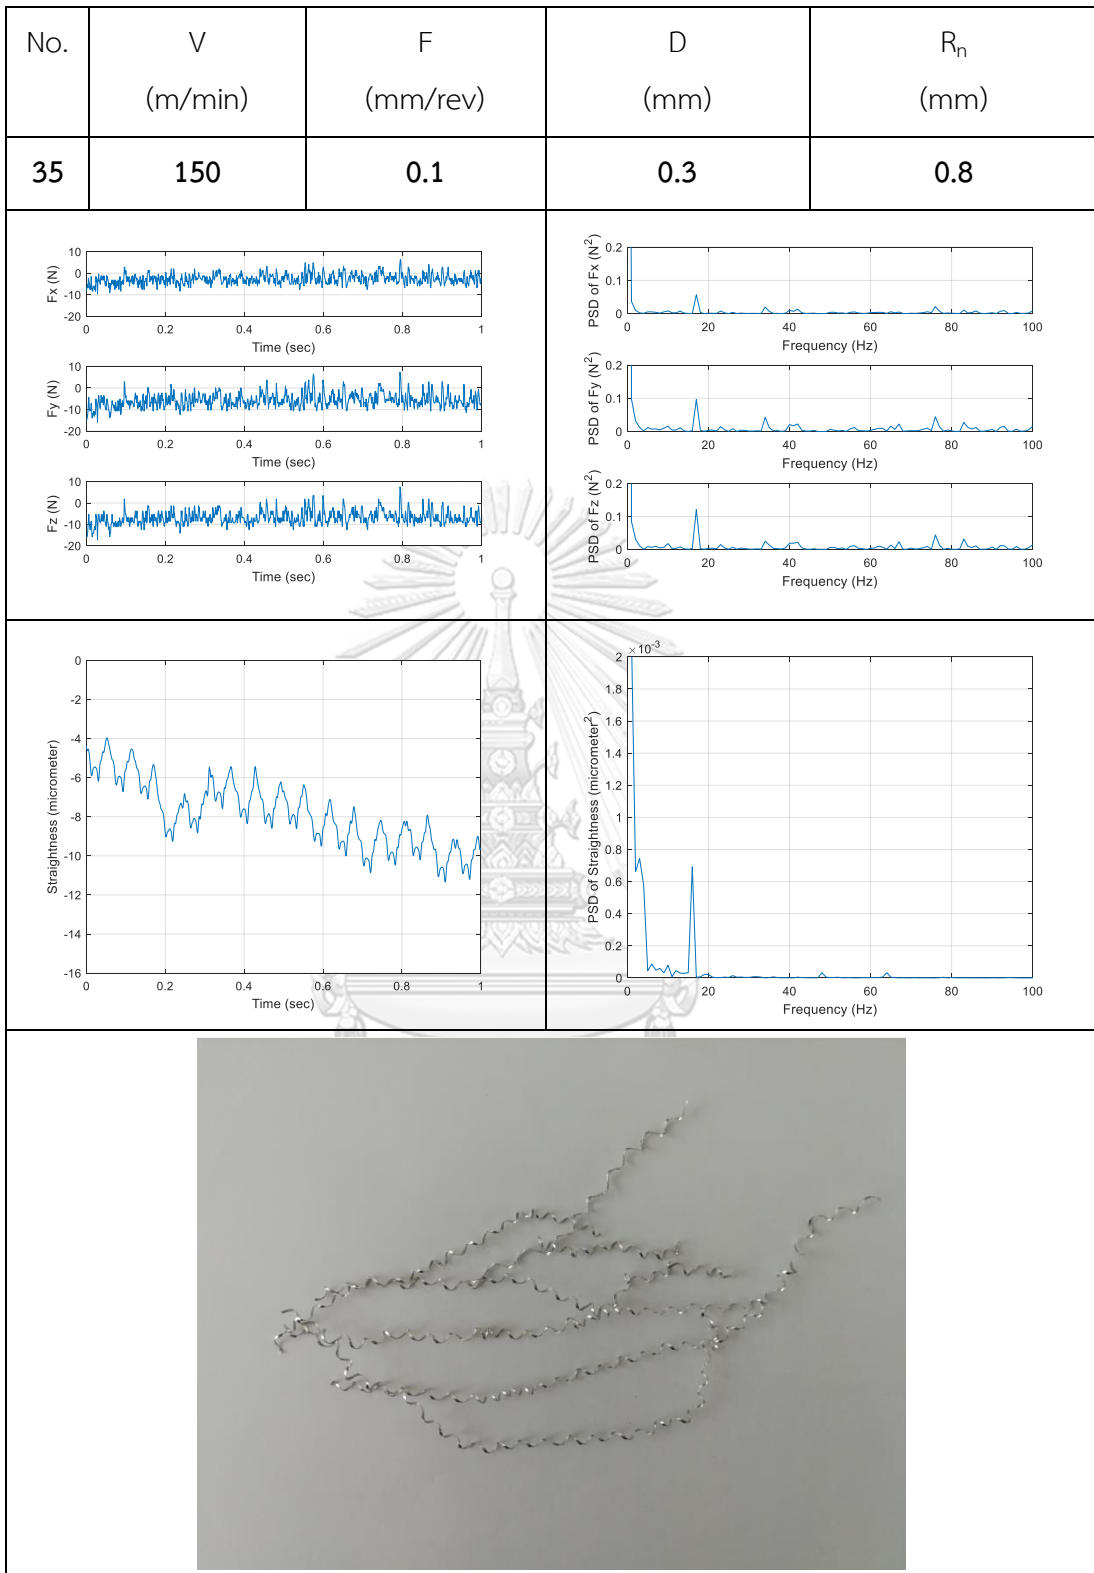 No. V F D Rn
(m/min) (mm/rev) (mm) (mm)
35 150 0.1 0.3 0.8
10
0
-10
-20
Fx (N)
0 0.2 0.4 0.6 0.8 1
Time (sec)
10
0
-10
-20
Fy (N)
0 0.2 0.4 0.6 0.8 1
Time (sec)
10
0
-10
-20
Fz (N)
0 0.2 0.4 0.6 0.8 1
Time (sec)
0.2
0.1
0
PSD of Fx (N²)
0 20 40 60 80 100
Frequency (Hz)
0.2
0.1
0
PSD of Fy (N²)
0 20 40 60 80 100
Frequency (Hz)
0.2
0.1
0
PSD of Fz (N²)
0 20 40 60 80 100
Frequency (Hz)
0
-2
-4
-6
-8
-10
-12
-14
-16
Straightness (micrometer)
0 0.2 0.4 0.6 0.8 1
Time (sec)
×10⁻³
2
1.8
1.6
1.4
1.2
1
0.8
0.6
0.4
0.2
0
PSD of Straightness (micrometer²)
0 20 40 60 80 100
Frequency (Hz)